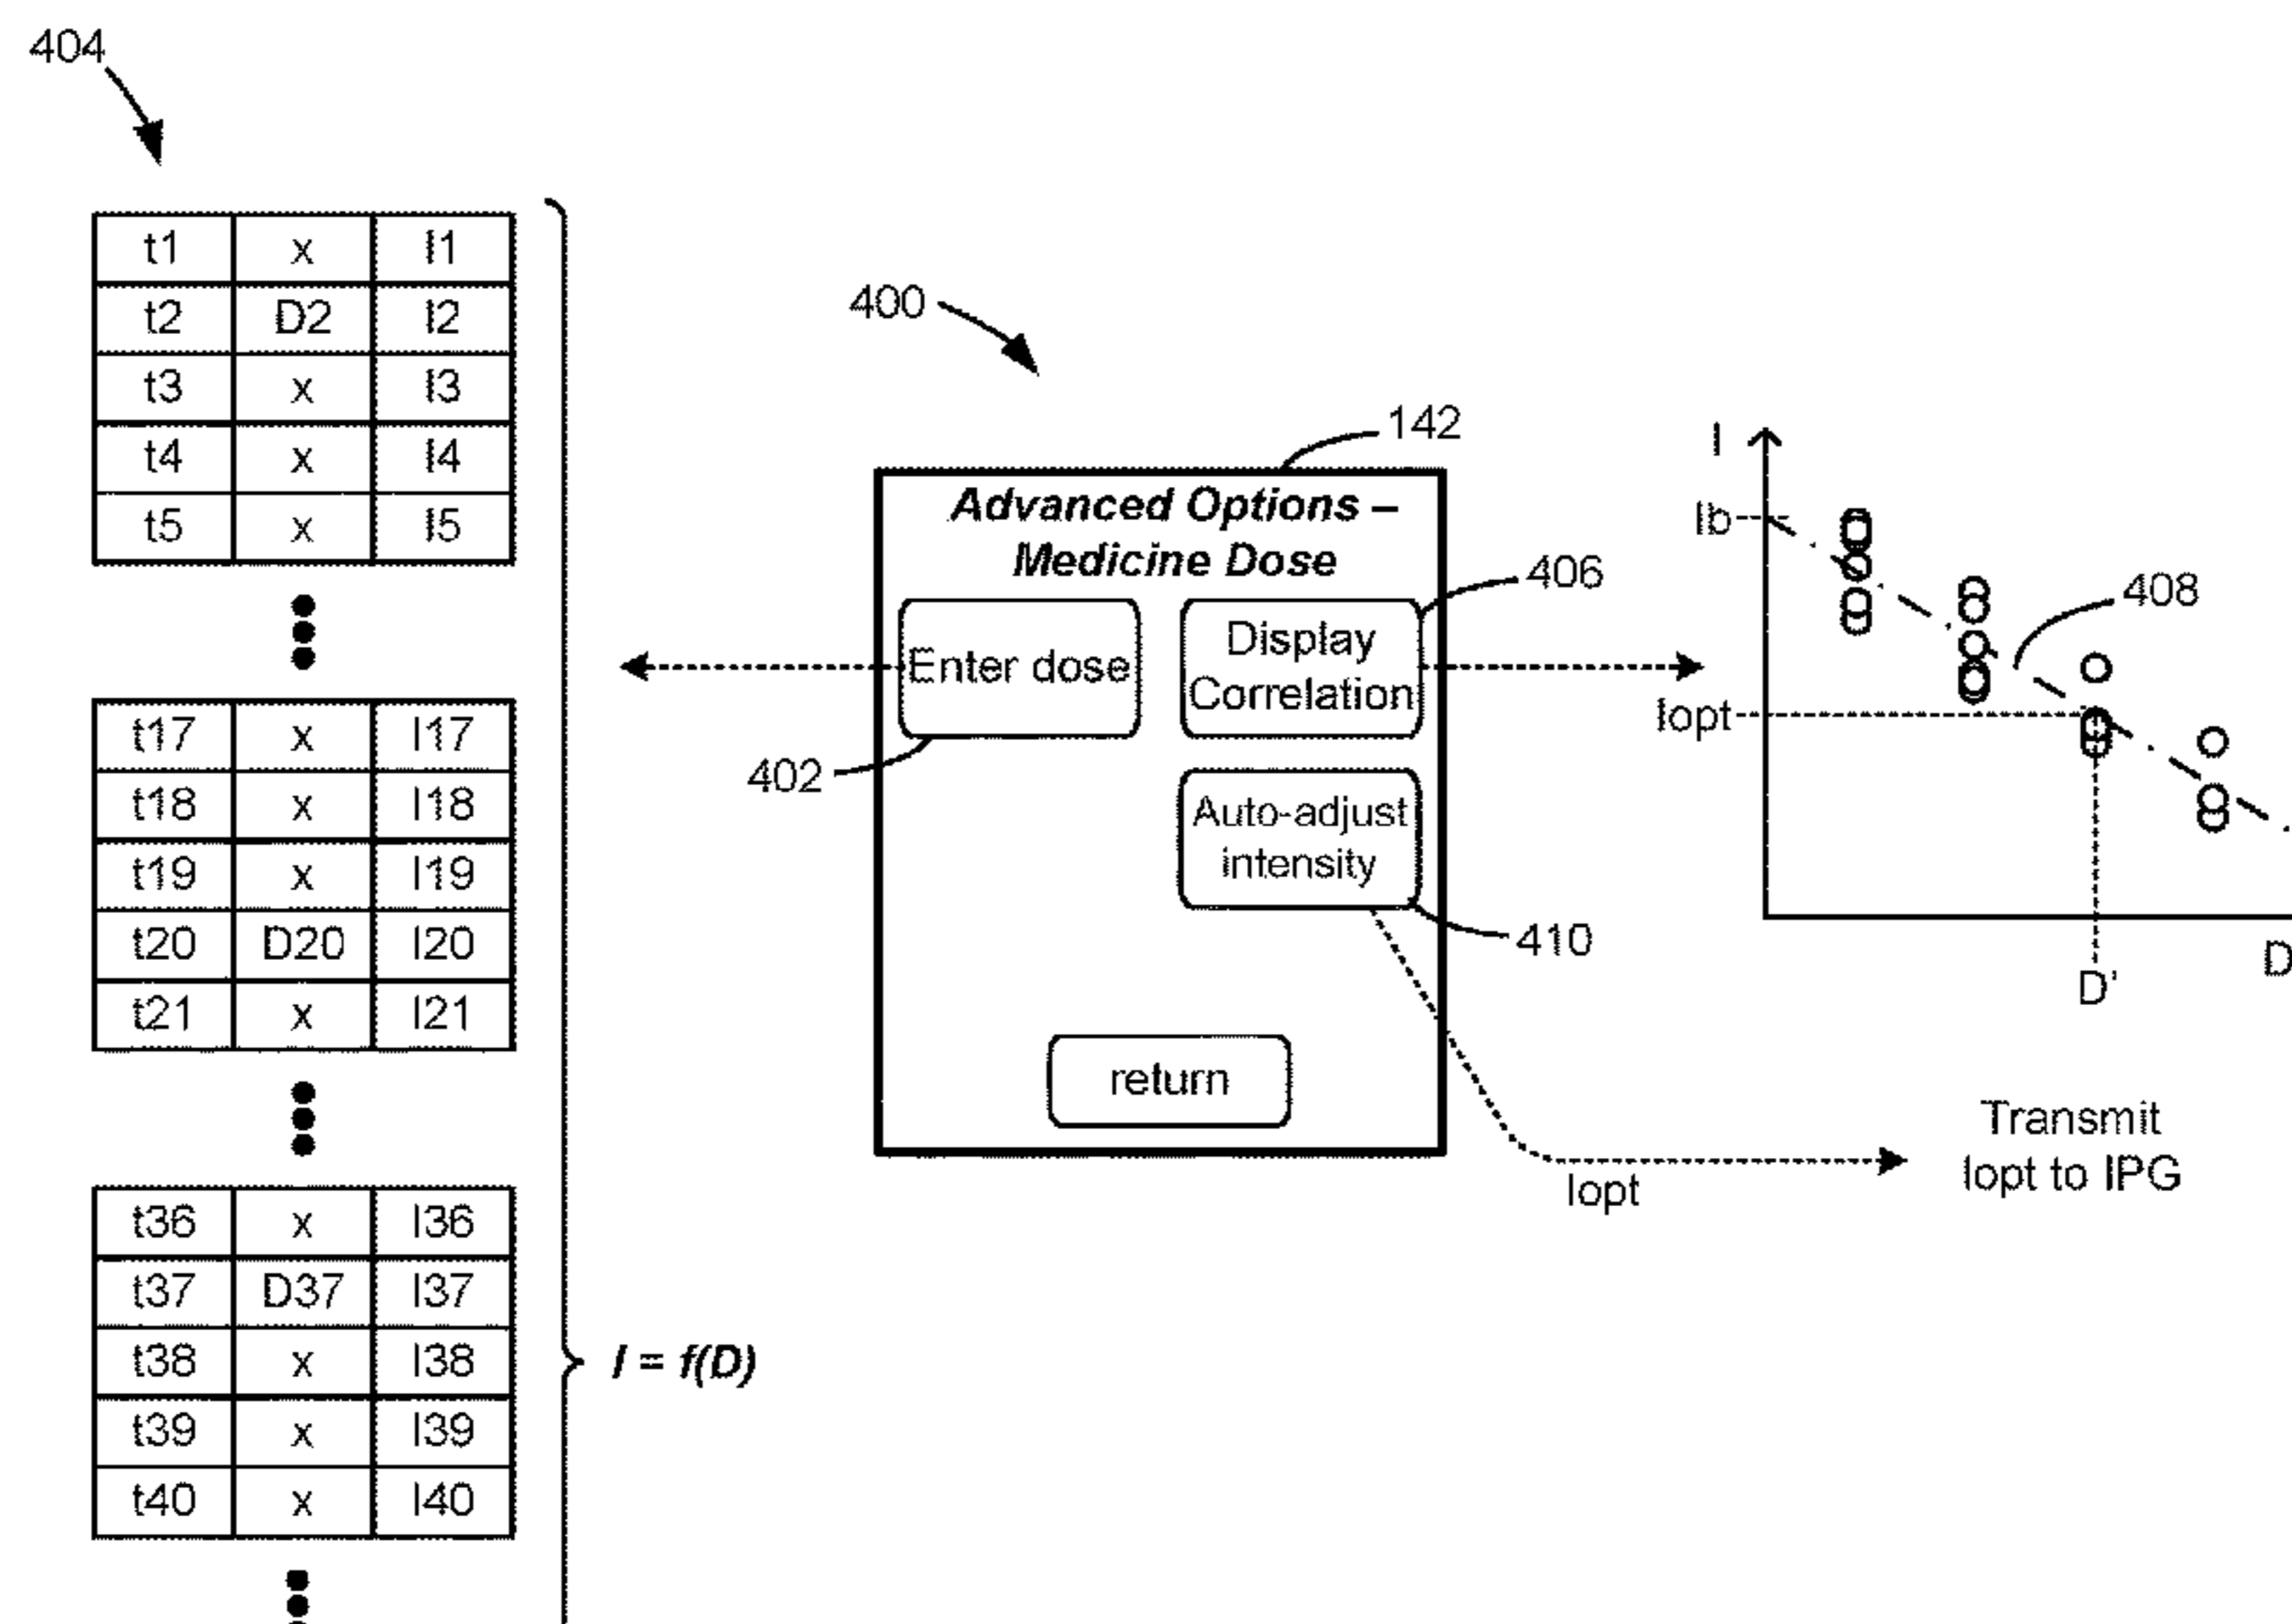 404
t1 x I1
t2 D2 I2
t3 x I3
t4 x I4
t5 x I5
t17 x I17
t18 x I18
t19 x I19
t20 D20 I20
t21 x I21
t36 x I36
t37 D37 I37
t38 x I38
t39 x I39
t40 x I40
I = f(D)
400
142
Advanced Options –
Medicine Dose
Enter dose
402
Display
Correlation
406
Auto-adjust
intensity
410
return
I
Ib
Iopt
408
D'
D
Iopt
Transmit
Iopt to IPG